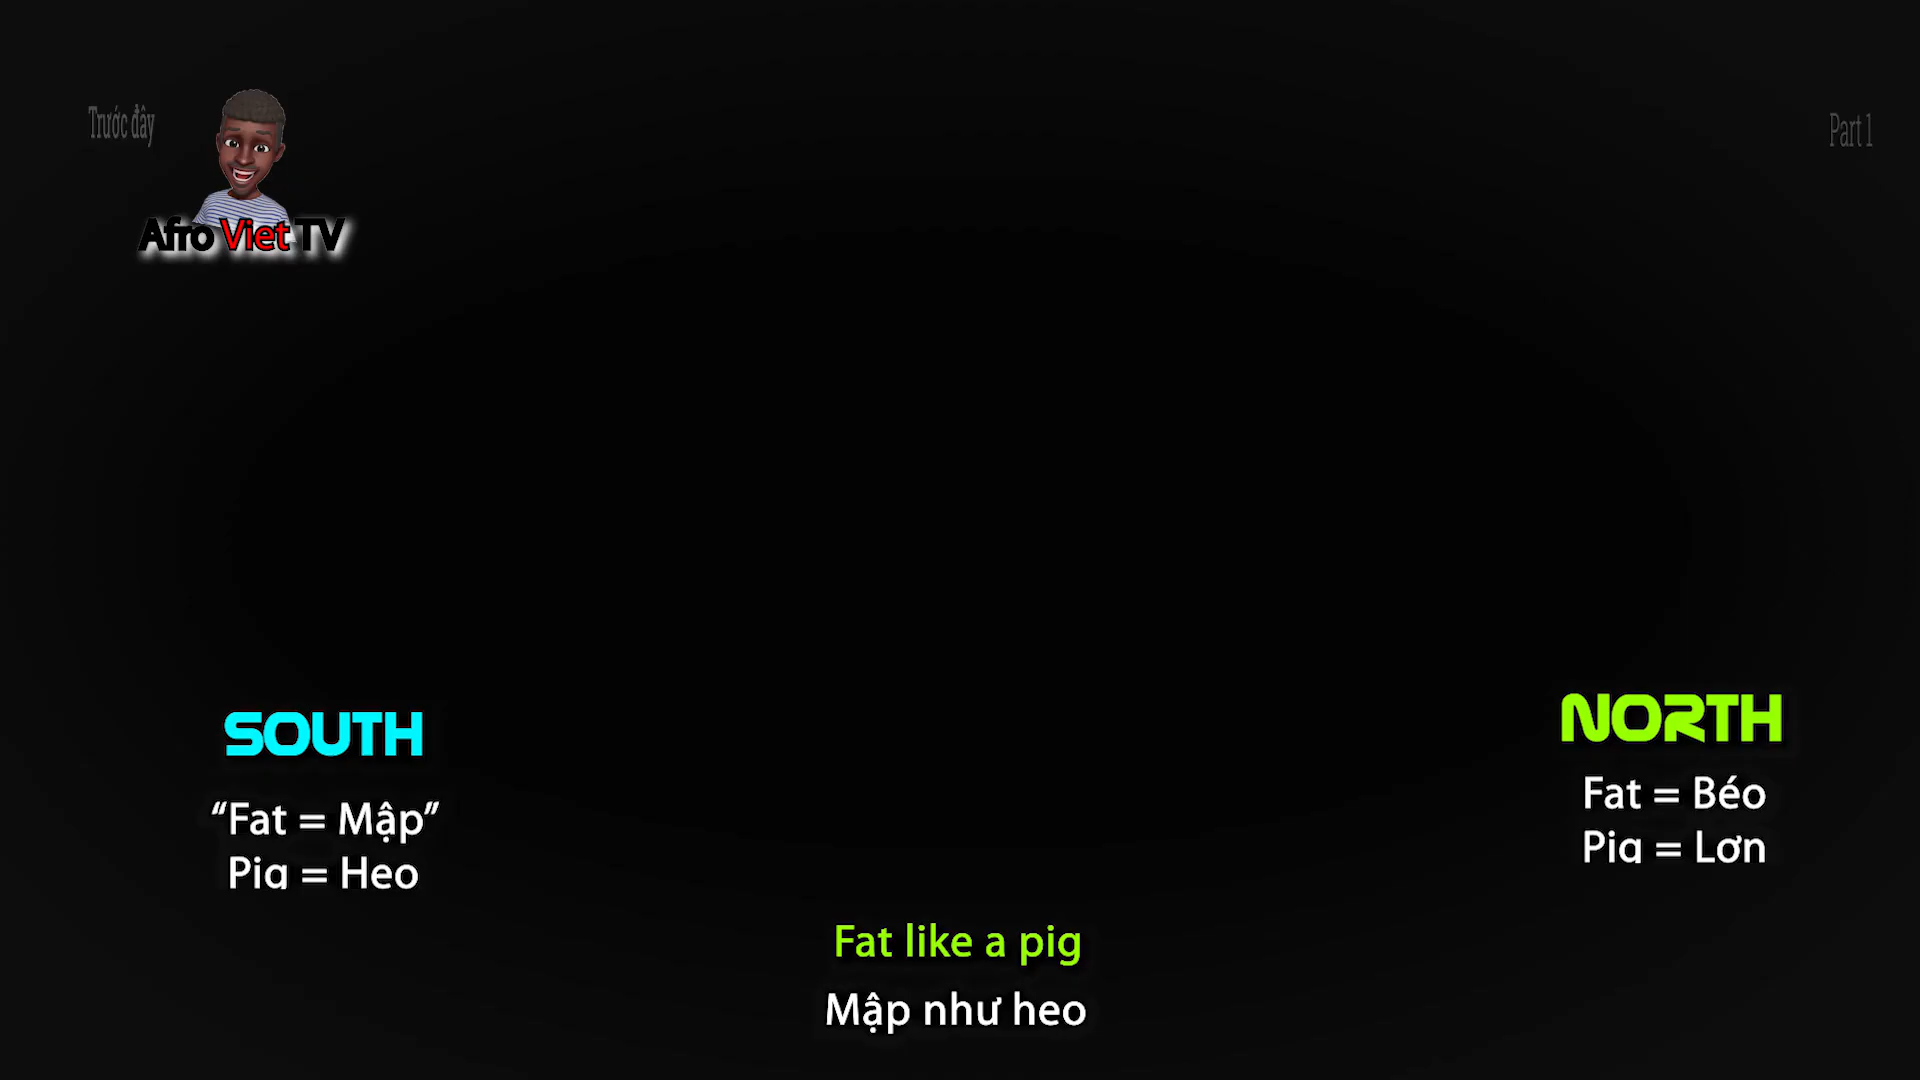 Trước đây
Part 1
Afro Viet TV
SOUTH
“Fat = Mập”
Pig = Heo
NORTH
Fat = Béo
Pig = Lơn
Fat like a pig
Mập như heo